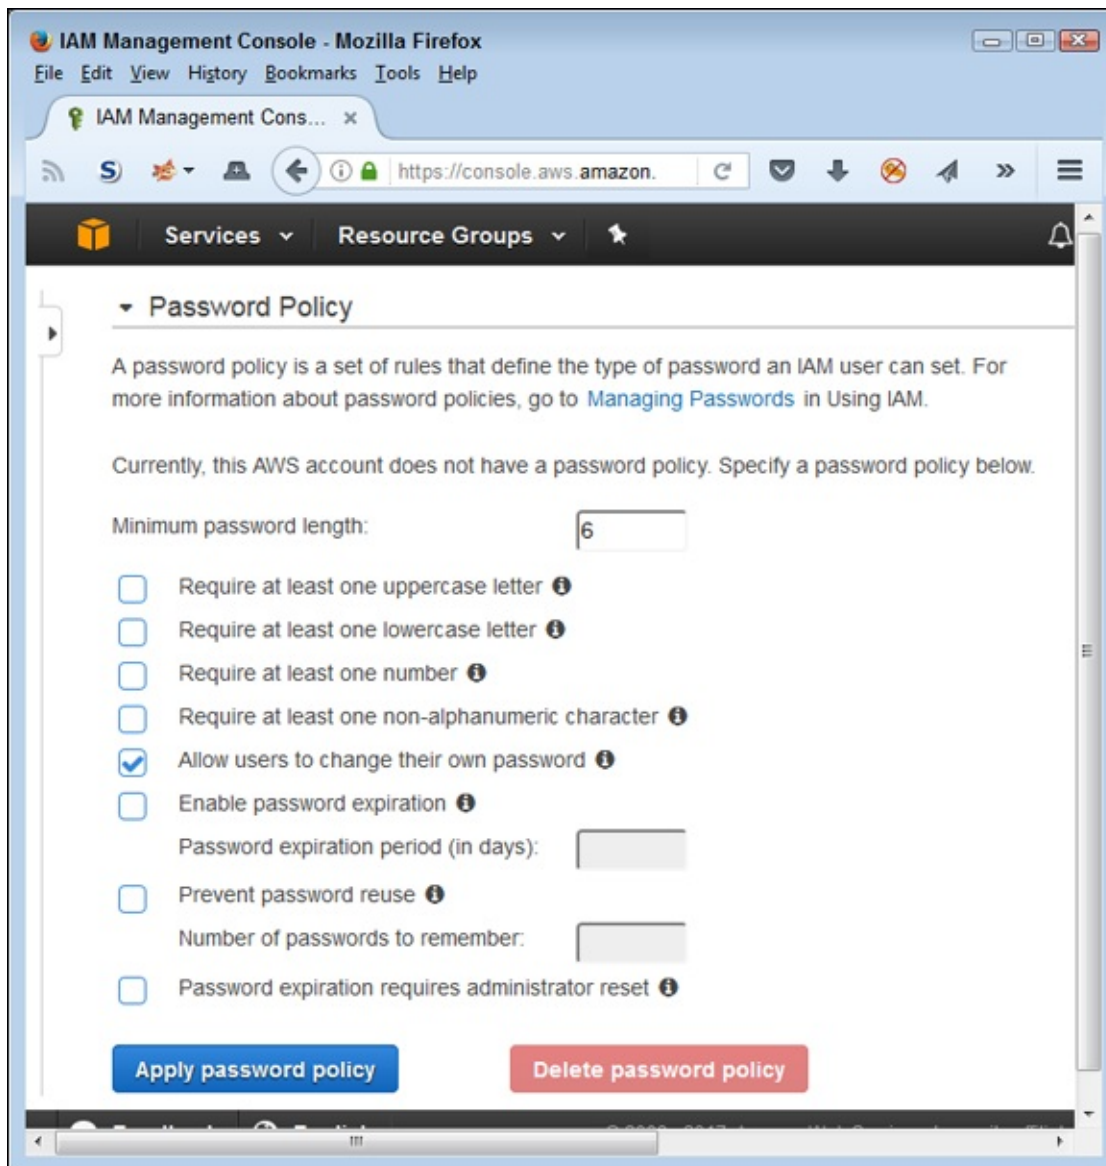 IAM Management Console - Mozilla Firefox
File Edit View History Bookmarks Tools Help
IAM Management Cons... ×
S https://console.aws.amazon. »
Services Resource Groups
Password Policy
A password policy is a set of rules that define the type of password an IAM user can set. For
more information about password policies, go to Managing Passwords in Using IAM.
Currently, this AWS account does not have a password policy. Specify a password policy below.
Minimum password length: 6
Require at least one uppercase letter
Require at least one lowercase letter
Require at least one number
Require at least one non-alphanumeric character
Allow users to change their own password
Enable password expiration
Password expiration period (in days):
Prevent password reuse
Number of passwords to remember:
Password expiration requires administrator reset
Apply password policy Delete password policy